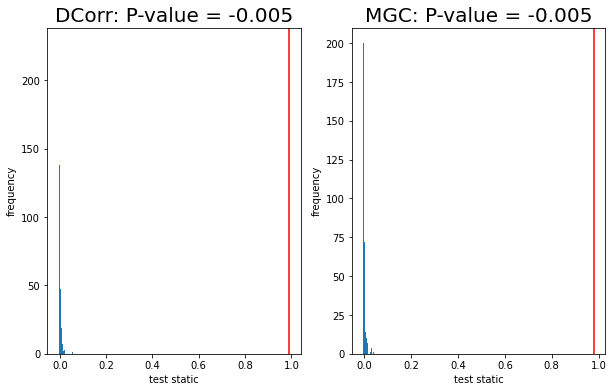 DCorr: P-value = -0.005
frequency
200
150
100
50
0
0.0 0.2 0.4 0.6 0.8 1.0
test static
MGC: P-value = -0.005
frequency
200
175
150
125
100
75
50
25
0
0.0 0.2 0.4 0.6 0.8 1.0
test static